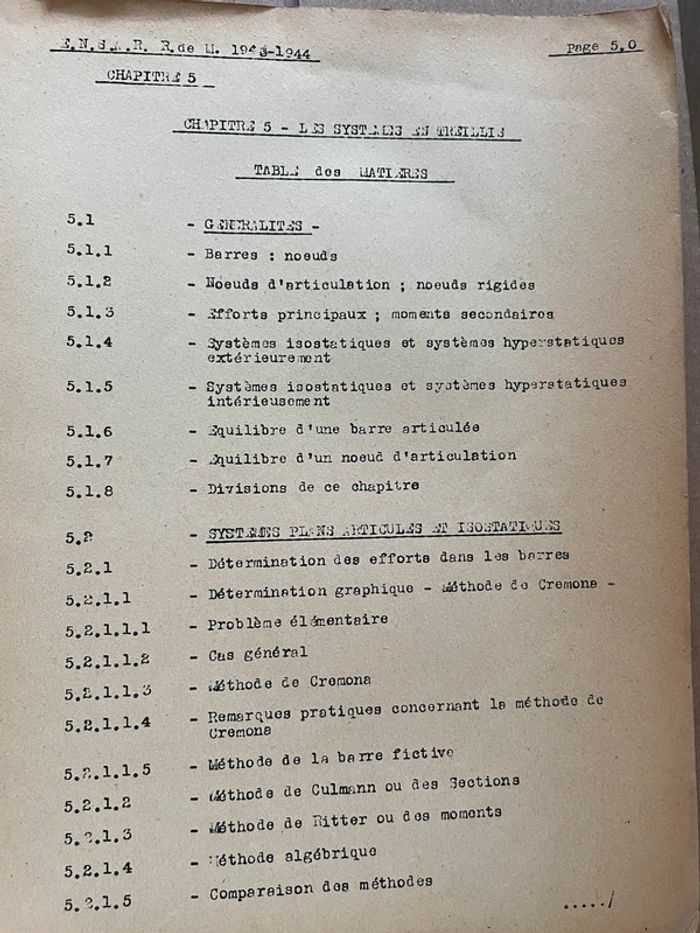 E.N.S.A.R. R.de M. 1943-1944 Page 5.0
CHAPITRE 5
CHAPITRE 5 - LES SYSTEMES EN TREILLIS
TABLE des MATIERES
5.1 - GENERALITES -
5.1.1 - Barres : noeuds
5.1.2 - Noeuds d'articulation ; noeuds rigides
5.1.3 - Efforts principaux ; moments secondaires
5.1.4 - Systèmes isostatiques et systèmes hyperstatiques
extérieurement
5.1.5 - Systèmes isostatiques et systèmes hyperstatiques
intérieusement
5.1.6 - Equilibre d'une barre articulée
5.1.7 - Equilibre d'un noeud d'articulation
5.1.8 - Divisions de ce chapitre
5.2 - SYSTEMES PLANS ARTICULES ET ISOSTATIQUES
5.2.1 - Détermination des efforts dans les barres
5.2.1.1 - Détermination graphique - Méthode de Cremona -
5.2.1.1.1 - Problème élémentaire
5.2.1.1.2 - Cas général
5.2.1.1.3 - Méthode de Cremona
5.2.1.1.4 - Remarques pratiques concernant la méthode de
Cremona
5.2.1.1.5 - Méthode de la barre fictive
5.2.1.2 - Méthode de Culmann ou des Sections
5.2.1.3 - Méthode de Ritter ou des moments
5.2.1.4 - Méthode algébrique
5.2.1.5 - Comparaison des méthodes
...../